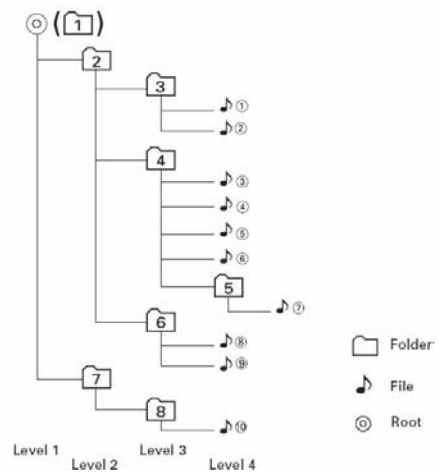 (1)
2
3
①
②
4
③
④
⑤
⑥
5
⑦
6
⑧
⑨
7
8
⑩
Folder
File
Root
Level 1
Level 2
Level 3
Level 4